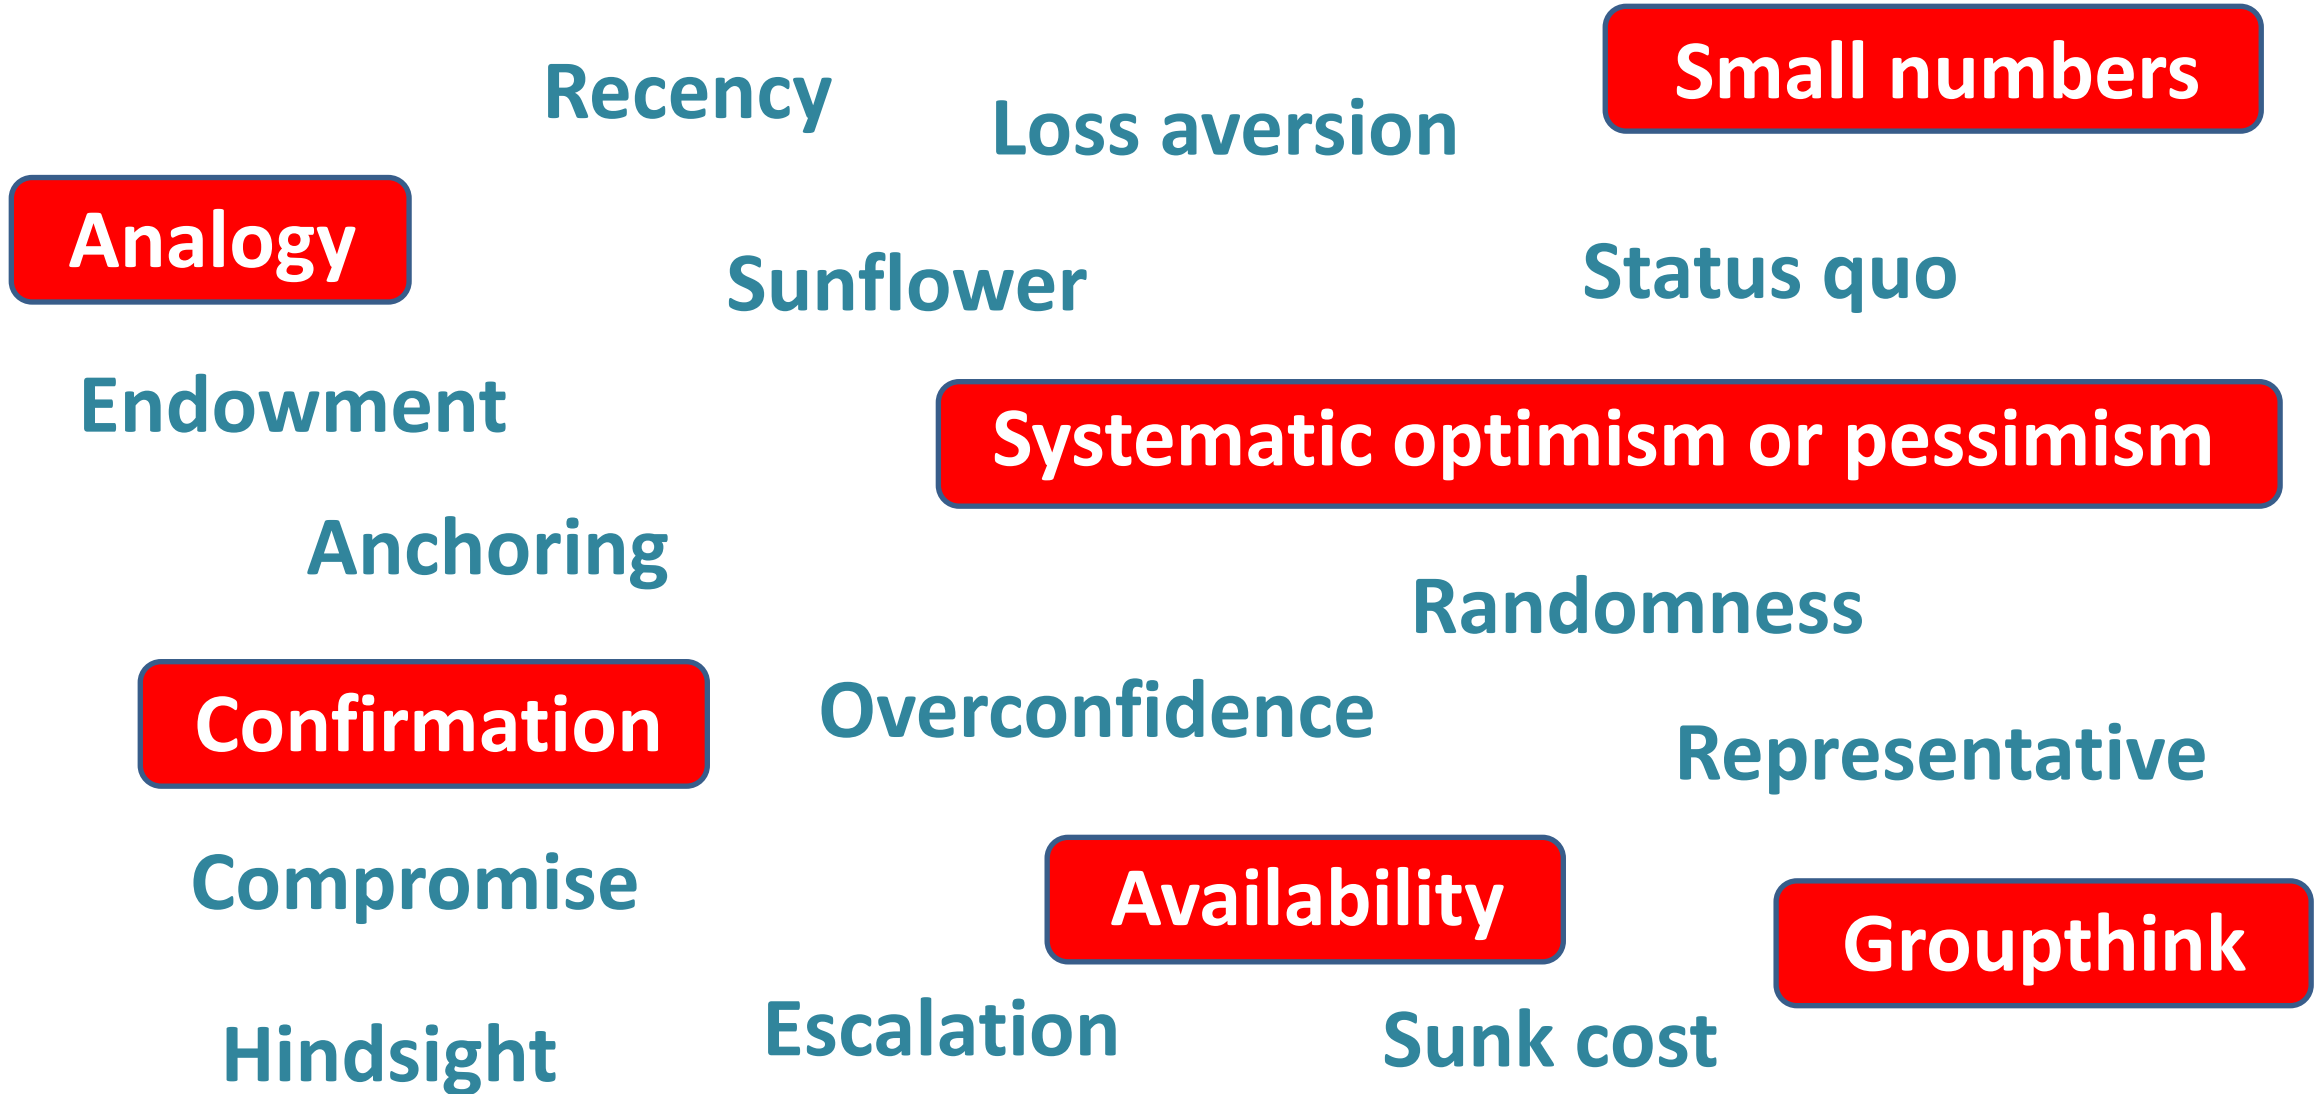 Small numbers
Recency
Loss aversion
Analogy
Sunflower
Status quo
Endowment
Systematic optimism or pessimism
Anchoring
Randomness
Confirmation
Overconfidence
Representative
Compromise
Availability
Groupthink
Escalation
Sunk cost
Hindsight